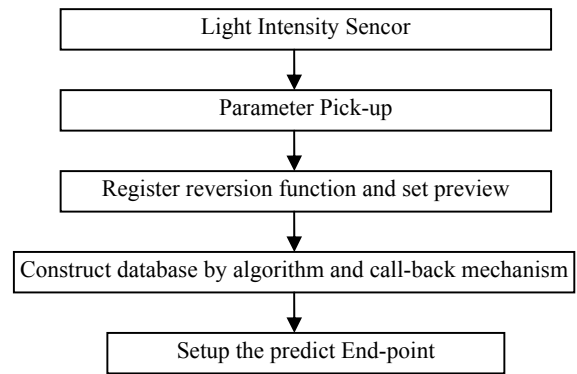 Light Intensity Sencor
Parameter Pick-up
Register reversion function and set preview
Construct database by algorithm and call-back mechanism
Setup the predict End-point